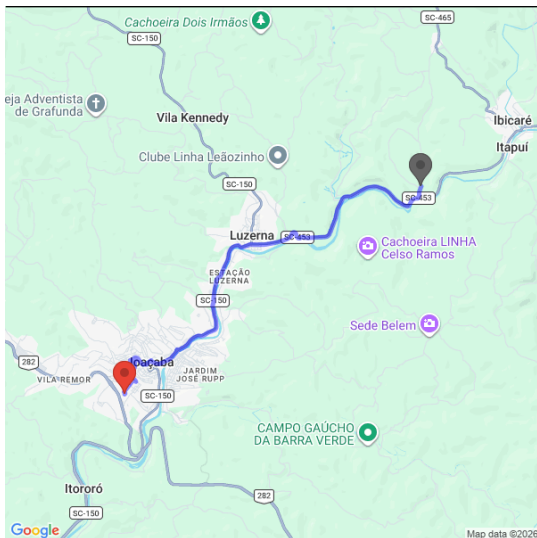 Cachoeira Dois Irmãos
SC-465
SC-150
eja Adventista
de Grafunda
Vila Kennedy
Ibicaré
Itapuí
Clube Linha Leãozinho
SC-150
SC-453
Luzerna
SC-453
Cachoeira LINHA
Celso Ramos
ESTAÇÃO
LUZERNA
SC-150
Sede Belem
282
Joaçaba
VILA REMOR
JARDIM
JOSÉ RUPP
SC-150
CAMPO GAÚCHO
DA BARRA VERDE
Itororó
282
SC-150
Google
Map data ©2026